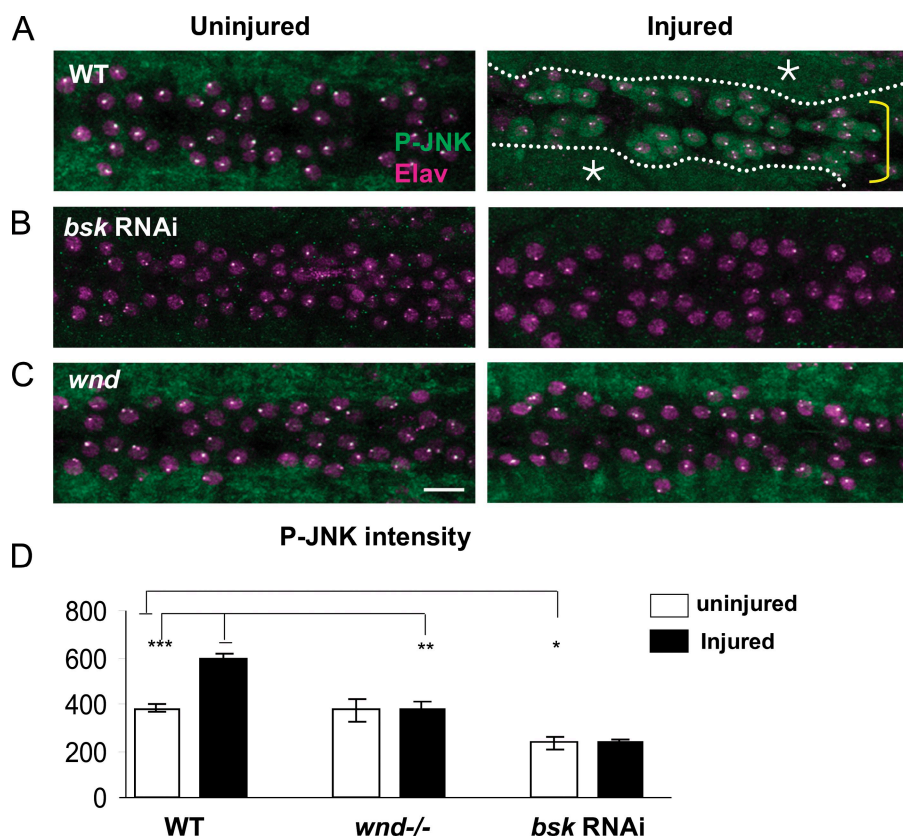 A
Uninjured
Injured
WT
P-JNK
Elav
*
*
B
bsk RNAi
C
wnd
P-JNK intensity
D
800
600
400
200
0
***
**
*
uninjured
Injured
WT
wnd-/-
bsk RNAi